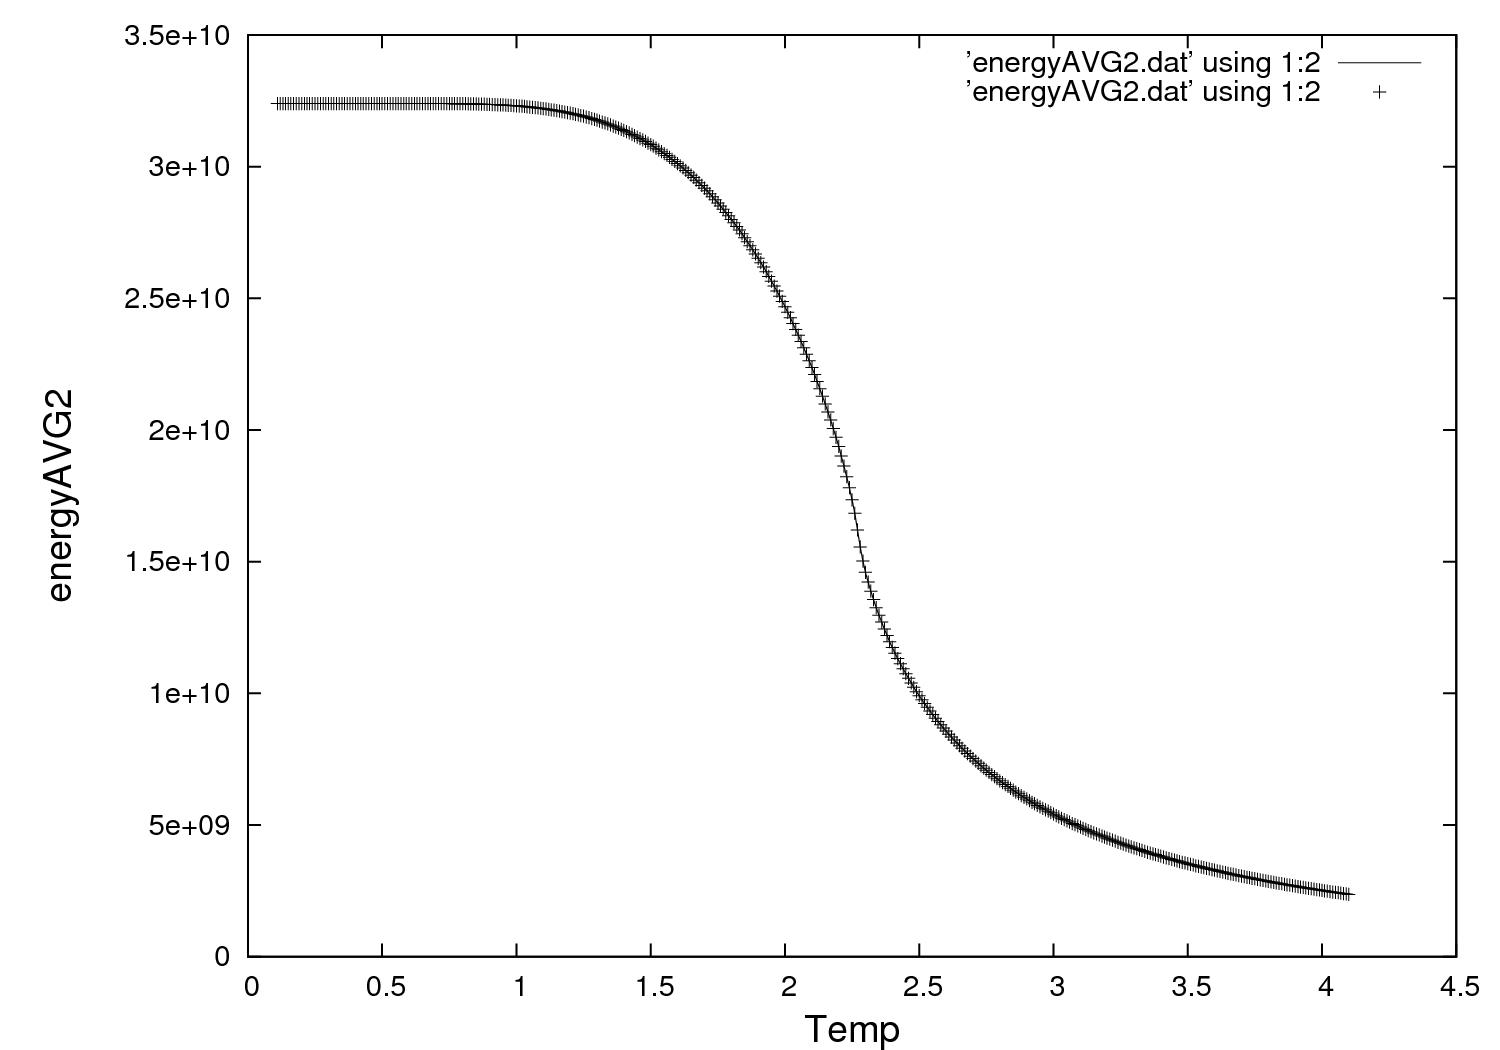 3.5e+10
3e+10
2.5e+10
2e+10
1.5e+10
1e+10
5e+09
0
energyAVG2
'energyAVG2.dat' using 1:2
'energyAVG2.dat' using 1:2
0 0.5 1 1.5 2 2.5 3 3.5 4 4.5
Temp